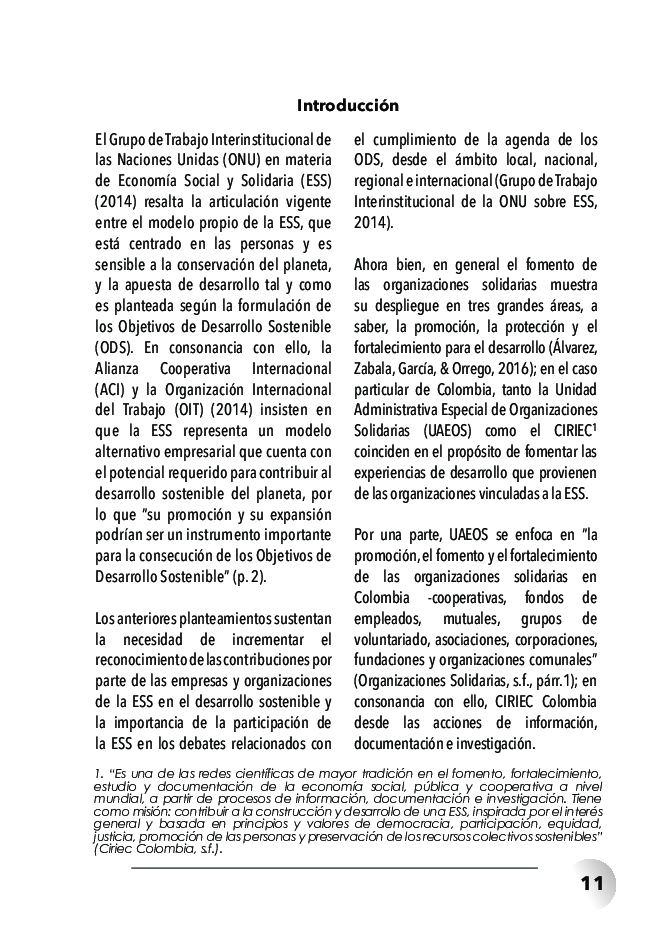 Introducción
El Grupo de Trabajo Interinstitucional de
las Naciones Unidas (ONU) en materia
de Economía Social y Solidaria (ESS)
(2014) resalta la articulación vigente
entre el modelo propio de la ESS, que
está centrado en las personas y es
sensible a la conservación del planeta,
y la apuesta de desarrollo tal y como
es planteada según la formulación de
los Objetivos de Desarrollo Sostenible
(ODS). En consonancia con ello, la
Alianza Cooperativa Internacional
(ACI) y la Organización Internacional
del Trabajo (OIT) (2014) insisten en
que la ESS representa un modelo
alternativo empresarial que cuenta con
el potencial requerido para contribuir al
desarrollo sostenible del planeta, por
lo que "su promoción y su expansión
podrían ser un instrumento importante
para la consecución de los Objetivos de
Desarrollo Sostenible" (p. 2).
Los anteriores planteamientos sustentan
la necesidad de incrementar el
reconocimiento de las contribuciones por
parte de las empresas y organizaciones
de la ESS en el desarrollo sostenible y
la importancia de la participación de
la ESS en los debates relacionados con
el cumplimiento de la agenda de los
ODS, desde el ámbito local, nacional,
regional e internacional (Grupo de Trabajo
Interinstitucional de la ONU sobre ESS,
2014).
Ahora bien, en general el fomento de
las organizaciones solidarias muestra
su despliegue en tres grandes áreas, a
saber, la promoción, la protección y el
fortalecimiento para el desarrollo (Álvarez,
Zabala, García, & Orrego, 2016); en el caso
particular de Colombia, tanto la Unidad
Administrativa Especial de Organizaciones
Solidarias (UAEOS) como el CIRIEC¹
coinciden en el propósito de fomentar las
experiencias de desarrollo que provienen
de las organizaciones vinculadas a la ESS.
Por una parte, UAEOS se enfoca en "la
promoción, el fomento y el fortalecimiento
de las organizaciones solidarias en
Colombia -cooperativas, fondos de
empleados, mutuales, grupos de
voluntariado, asociaciones, corporaciones,
fundaciones y organizaciones comunales"
(Organizaciones Solidarias, s.f., párr.1); en
consonancia con ello, CIRIEC Colombia
desde las acciones de información,
documentación e investigación.
1. "Es una de las redes científicas de mayor tradición en el fomento, fortalecimiento,
estudio y documentación de la economía social, pública y cooperativa a nivel
mundial, a partir de procesos de información, documentación e investigación. Tiene
como misión: contribuir a la construcción y desarrollo de una ESS, inspirada por el interés
general y basada en principios y valores de democracia, participación, equidad,
justicia, promoción de las personas y preservación de los recursos colectivos sostenibles"
(Ciriec Colombia, s.f.).
11